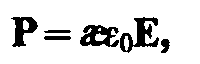 P = æε₀E,